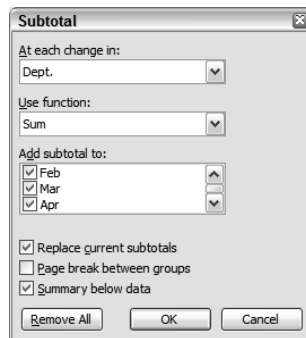 Subtotal
At each change in:
Dept.
Use function:
Sum
Add subtotal to:
Feb
Mar
Apr
Replace current subtotals
Page break between groups
Summary below data
Remove All OK Cancel